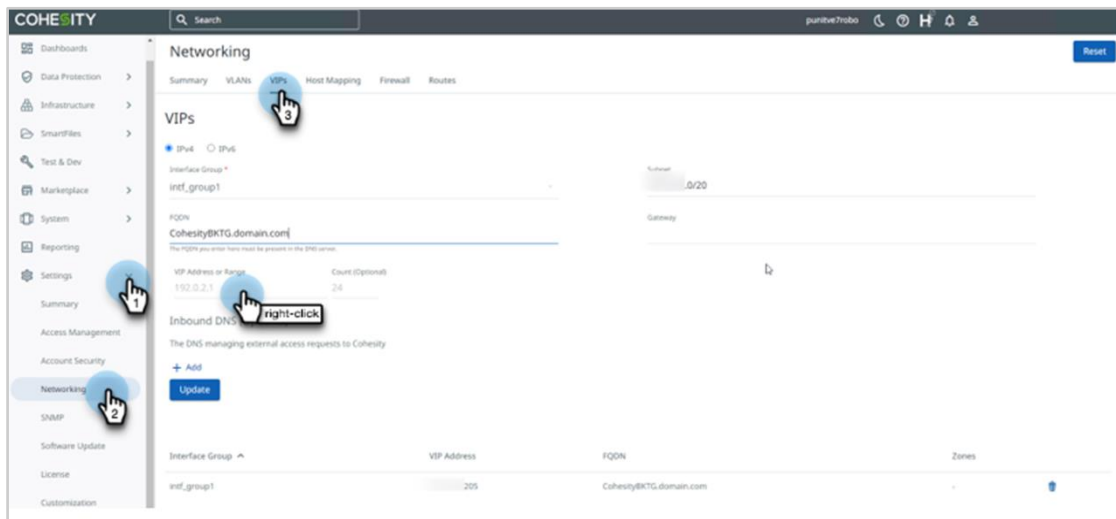 COHESITY
Search
punitve7robo
Dashboards
Data Protection
Infrastructure
SmartFiles
Test & Dev
Marketplace
System
Reporting
Settings
Summary
Access Management
Account Security
Networking
SNMP
Software Update
License
Customization
1
2
Networking
Reset
Summary VLANs VIPs Host Mapping Firewall Routes
3
VIPs
IPv4 IPv6
Interface Group *
intf_group1
Subnet
.0/20
FQDN
CohesityBKTG.domain.com
The FQDN you enter here must be present in the DNS server.
Gateway
VIP Address or Range Count (Optional)
192.0.2.1 24
right-click
Inbound DNS
The DNS managing external access requests to Cohesity
+ Add
Update
Interface Group VIP Address FQDN Zones
intf_group1 205 CohesityBKTG.domain.com -